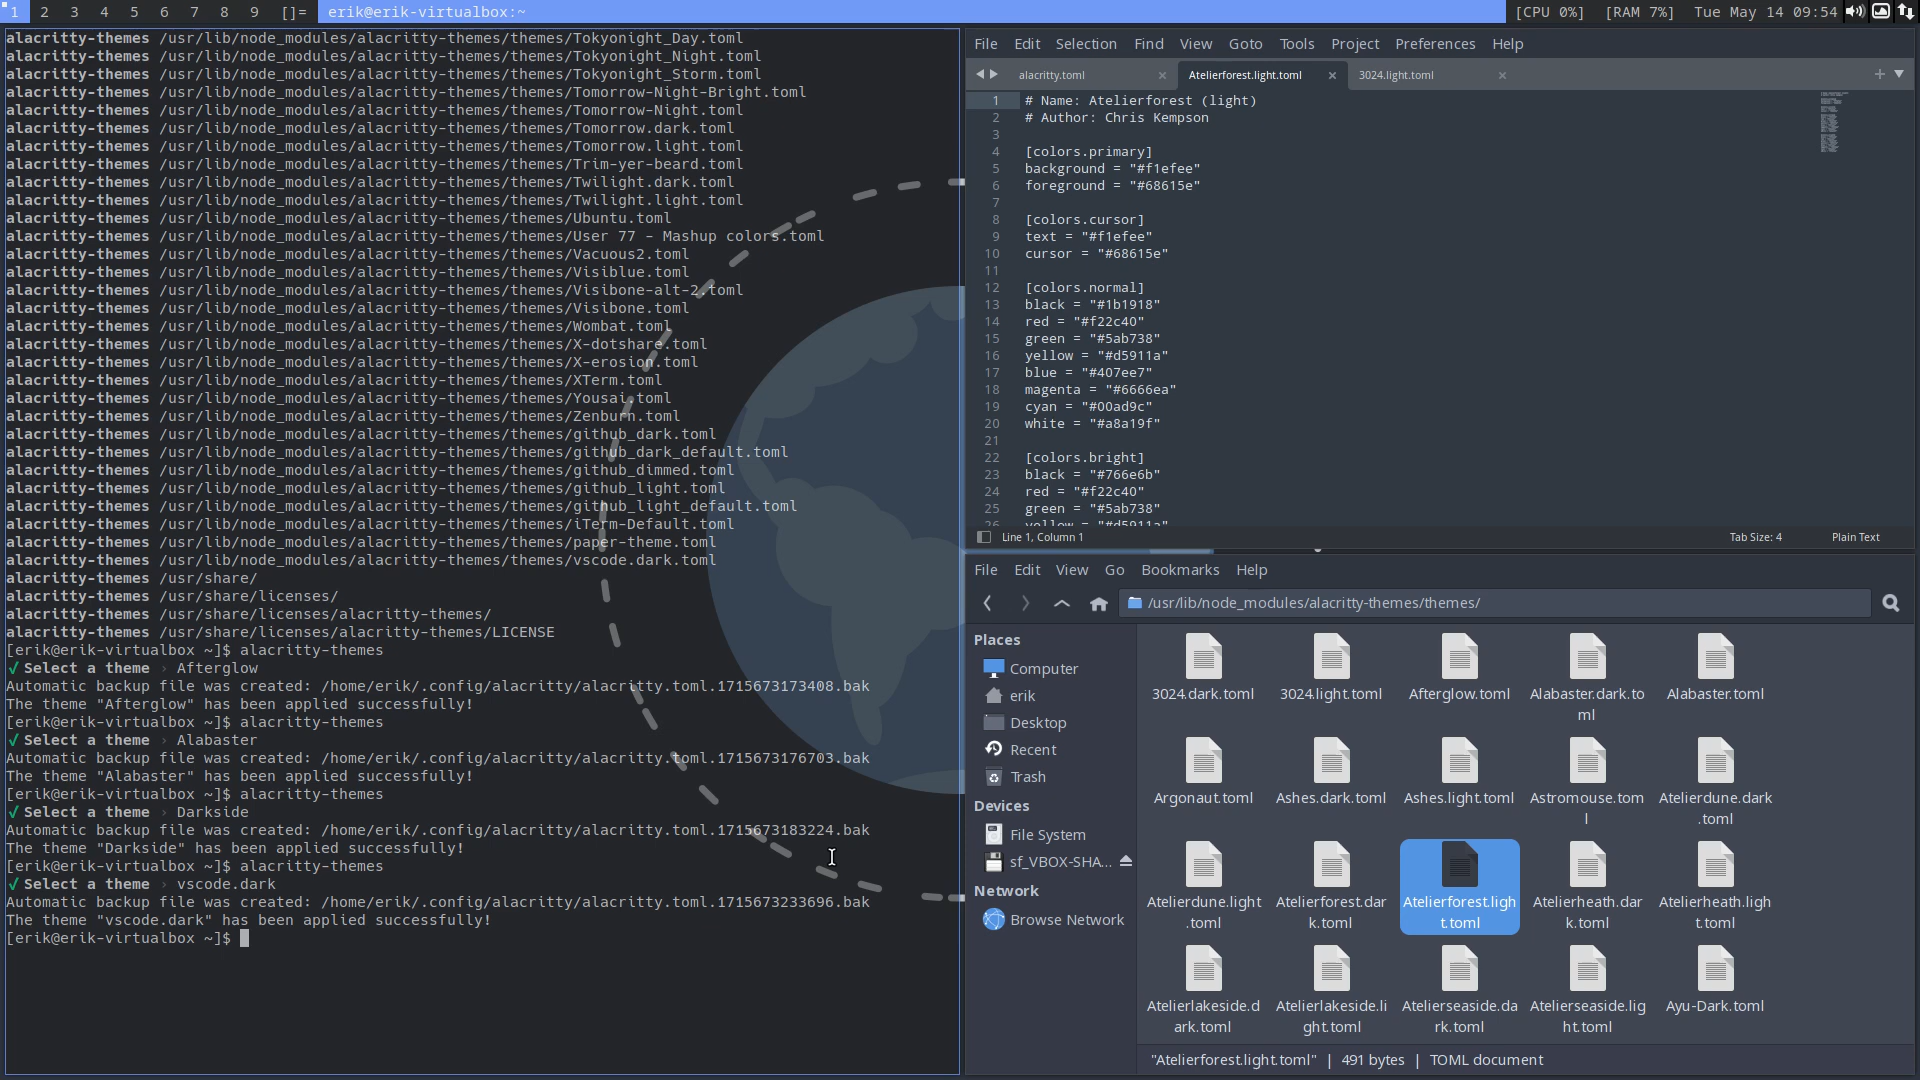 1 2 3 4 5 6 7 8 9 []= erik@erik-virtualbox:~ [CPU 0%] [RAM 7%] Tue May 14 09:54
alacritty-themes /usr/lib/node_modules/alacritty-themes/themes/Tokyonight_Day.toml
alacritty-themes /usr/lib/node_modules/alacritty-themes/themes/Tokyonight_Night.toml
alacritty-themes /usr/lib/node_modules/alacritty-themes/themes/Tokyonight_Storm.toml
alacritty-themes /usr/lib/node_modules/alacritty-themes/themes/Tomorrow-Night-Bright.toml
alacritty-themes /usr/lib/node_modules/alacritty-themes/themes/Tomorrow-Night.toml
alacritty-themes /usr/lib/node_modules/alacritty-themes/themes/Tomorrow.dark.toml
alacritty-themes /usr/lib/node_modules/alacritty-themes/themes/Tomorrow.light.toml
alacritty-themes /usr/lib/node_modules/alacritty-themes/themes/Trim-yer-beard.toml
alacritty-themes /usr/lib/node_modules/alacritty-themes/themes/Twilight.dark.toml
alacritty-themes /usr/lib/node_modules/alacritty-themes/themes/Twilight.light.toml
alacritty-themes /usr/lib/node_modules/alacritty-themes/themes/Ubuntu.toml
alacritty-themes /usr/lib/node_modules/alacritty-themes/themes/User 77 - Mashup colors.toml
alacritty-themes /usr/lib/node_modules/alacritty-themes/themes/Vacuous2.toml
alacritty-themes /usr/lib/node_modules/alacritty-themes/themes/Visiblue.toml
alacritty-themes /usr/lib/node_modules/alacritty-themes/themes/Visibone-alt-2.toml
alacritty-themes /usr/lib/node_modules/alacritty-themes/themes/Visibone.toml
alacritty-themes /usr/lib/node_modules/alacritty-themes/themes/Wombat.toml
alacritty-themes /usr/lib/node_modules/alacritty-themes/themes/X-dotshare.toml
alacritty-themes /usr/lib/node_modules/alacritty-themes/themes/X-erosion.toml
alacritty-themes /usr/lib/node_modules/alacritty-themes/themes/XTerm.toml
alacritty-themes /usr/lib/node_modules/alacritty-themes/themes/Yousai.toml
alacritty-themes /usr/lib/node_modules/alacritty-themes/themes/Zenburn.toml
alacritty-themes /usr/lib/node_modules/alacritty-themes/themes/github_dark.toml
alacritty-themes /usr/lib/node_modules/alacritty-themes/themes/github_dark_default.toml
alacritty-themes /usr/lib/node_modules/alacritty-themes/themes/github_dimmed.toml
alacritty-themes /usr/lib/node_modules/alacritty-themes/themes/github_light.toml
alacritty-themes /usr/lib/node_modules/alacritty-themes/themes/github_light_default.toml
alacritty-themes /usr/lib/node_modules/alacritty-themes/themes/iTerm-Default.toml
alacritty-themes /usr/lib/node_modules/alacritty-themes/themes/paper-theme.toml
alacritty-themes /usr/lib/node_modules/alacritty-themes/themes/vscode.dark.toml
alacritty-themes /usr/share/
alacritty-themes /usr/share/licenses/
alacritty-themes /usr/share/licenses/alacritty-themes/
alacritty-themes /usr/share/licenses/alacritty-themes/LICENSE
[erik@erik-virtualbox ~]$ alacritty-themes
✓ Select a theme › Afterglow
Automatic backup file was created: /home/erik/.config/alacritty/alacritty.toml.1715673173408.bak
The theme "Afterglow" has been applied successfully!
[erik@erik-virtualbox ~]$ alacritty-themes
✓ Select a theme › Alabaster
Automatic backup file was created: /home/erik/.config/alacritty/alacritty.toml.1715673176703.bak
The theme "Alabaster" has been applied successfully!
[erik@erik-virtualbox ~]$ alacritty-themes
✓ Select a theme › Darkside
Automatic backup file was created: /home/erik/.config/alacritty/alacritty.toml.1715673183224.bak
The theme "Darkside" has been applied successfully!
[erik@erik-virtualbox ~]$ alacritty-themes
✓ Select a theme › vscode.dark
Automatic backup file was created: /home/erik/.config/alacritty/alacritty.toml.1715673233696.bak
The theme "vscode.dark" has been applied successfully!
[erik@erik-virtualbox ~]$
File Edit Selection Find View Goto Tools Project Preferences Help
alacritty.toml Atelierforest.light.toml 3024.light.toml
1 # Name: Atelierforest (light)
2 # Author: Chris Kempson
3
4 [colors.primary]
5 background = "#f1efee"
6 foreground = "#68615e"
7
8 [colors.cursor]
9 text = "#f1efee"
10 cursor = "#68615e"
11
12 [colors.normal]
13 black = "#1b1918"
14 red = "#f22c40"
15 green = "#5ab738"
16 yellow = "#d5911a"
17 blue = "#407ee7"
18 magenta = "#6666ea"
19 cyan = "#00ad9c"
20 white = "#a8a19f"
21
22 [colors.bright]
23 black = "#766e6b"
24 red = "#f22c40"
25 green = "#5ab738"
26 yellow = "#d5911a"
Line 1, Column 1 Tab Size: 4 Plain Text
File Edit View Go Bookmarks Help
/usr/lib/node_modules/alacritty-themes/themes/
Places
Computer
erik
Desktop
Recent
Trash
Devices
File System
sf_VBOX-SHA...
Network
Browse Network
3024.dark.toml
3024.light.toml
Afterglow.toml
Alabaster.dark.to
ml
Alabaster.toml
Argonaut.toml
Ashes.dark.toml
Ashes.light.toml
Astromouse.tom
l
Atelierdune.dark
.toml
Atelierdune.light
.toml
Atelierforest.dar
k.toml
Atelierforest.ligh
t.toml
Atelierheath.dar
k.toml
Atelierheath.ligh
t.toml
Atelierlakeside.d
ark.toml
Atelierlakeside.li
ght.toml
Atelierseaside.da
rk.toml
Atelierseaside.lig
ht.toml
Ayu-Dark.toml
"Atelierforest.light.toml" | 491 bytes | TOML document